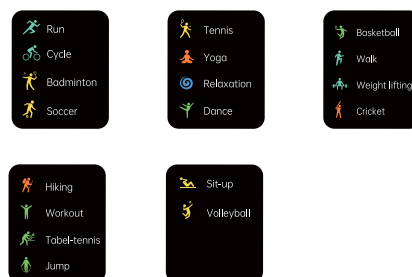 Run
Cycle
Badminton
Soccer
Tennis
Yoga
Relaxation
Dance
Basketball
Walk
Weight lifting
Cricket
Hiking
Workout
Tabel-tennis
Jump
Sit-up
Volleyball